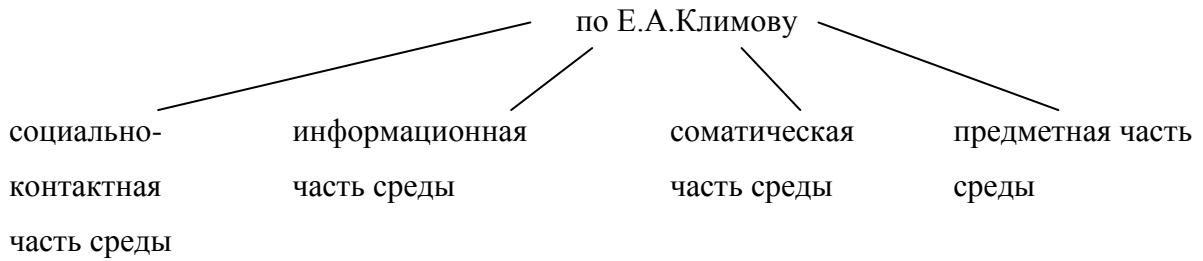 по Е.А.Климову
социально-
контактная
часть среды
информационная
часть среды
соматическая
часть среды
предметная часть
среды